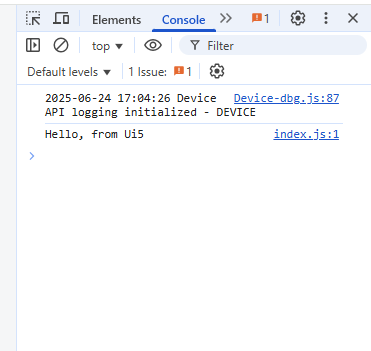 Elements Console 1
top Filter
Default levels 1 Issue: 1
2025-06-24 17:04:26 Device Device-dbg.js:87
API logging initialized - DEVICE
Hello, from Ui5 index.js:1